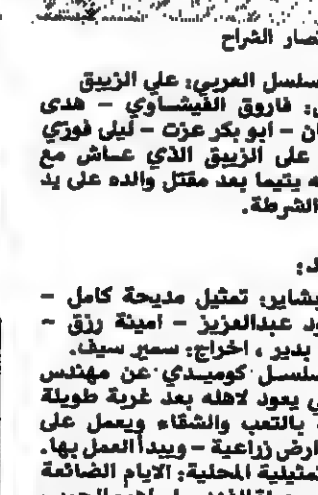 صار الشراح
سلسل العربي: علي الزيبق
: فاروق الفيشاوي – هدى
ان – ابو بكر عزت – ليلى فوزي
على الزيبق الذي عاش مع
ه يتيما بعد مقتل والده على يد
الشرطة.
د:
بشاير: تمثيل مديحة كامل –
ود عبدالعزيز – امينة رزق –
بدير ، اخراج: سمير سيف.
سلسل كوميدي عن مهندس
ي يعود لاهله بعد غربة طويلة
بالتعب والشقاء ويعمل على
ارض زراعية – ويبدأ العمل بها.
تمثيلية المحلية: الايام الضائعة